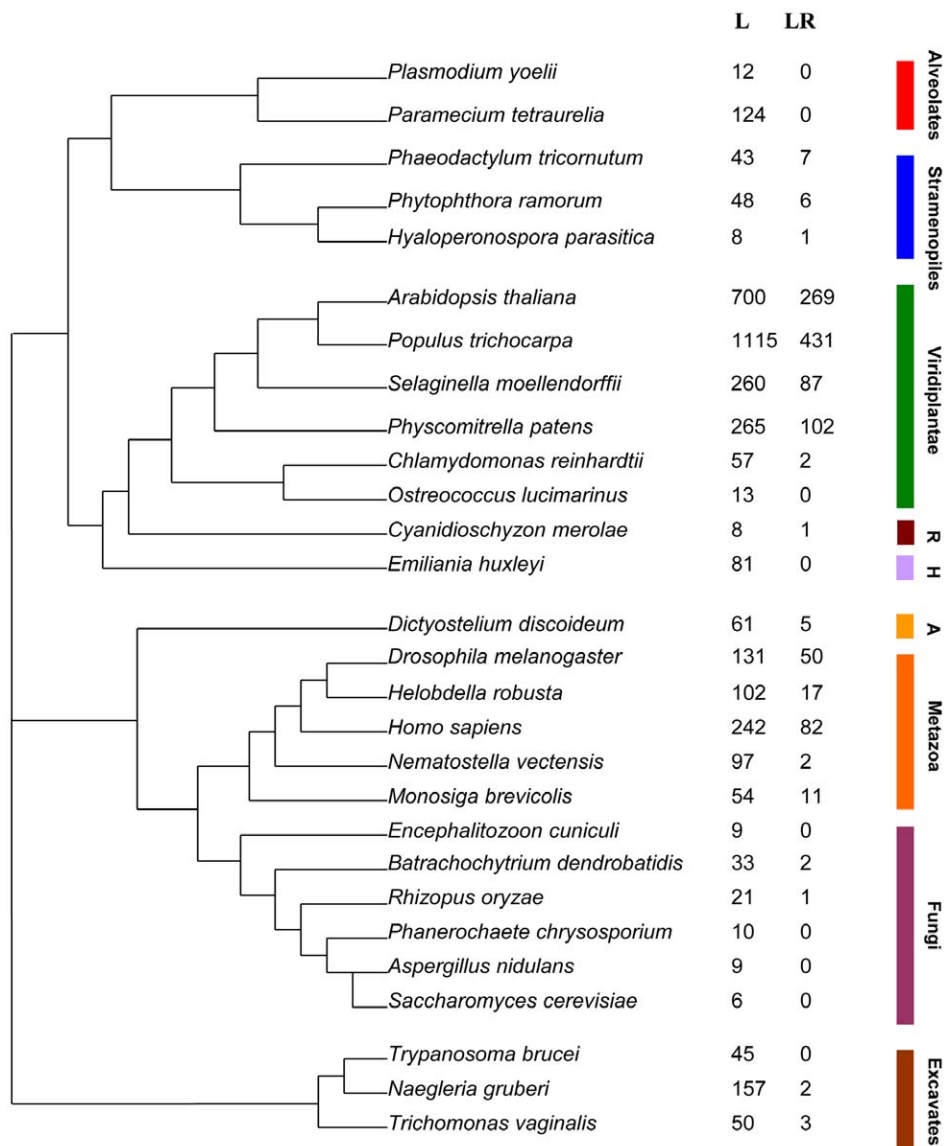 L LR
Plasmodium yoelii 12 0
Paramecium tetraurelia 124 0
Alveolates
Phaeodactylum tricornutum 43 7
Phytophthora ramorum 48 6
Hyaloperonospora parasitica 8 1
Stramenopiles
Arabidopsis thaliana 700 269
Populus trichocarpa 1115 431
Selaginella moellendorffii 260 87
Physcomitrella patens 265 102
Chlamydomonas reinhardtii 57 2
Ostreococcus lucimarinus 13 0
Viridiplantae
Cyanidioschyzon merolae 8 1
R
Emiliania huxleyi 81 0
H
Dictyostelium discoideum 61 5
A
Drosophila melanogaster 131 50
Helobdella robusta 102 17
Homo sapiens 242 82
Nematostella vectensis 97 2
Monosiga brevicolis 54 11
Metazoa
Encephalitozoon cuniculi 9 0
Batrachochytrium dendrobatidis 33 2
Rhizopus oryzae 21 1
Phanerochaete chrysosporium 10 0
Aspergillus nidulans 9 0
Saccharomyces cerevisiae 6 0
Fungi
Trypanosoma brucei 45 0
Naegleria gruberi 157 2
Trichomonas vaginalis 50 3
Excavates